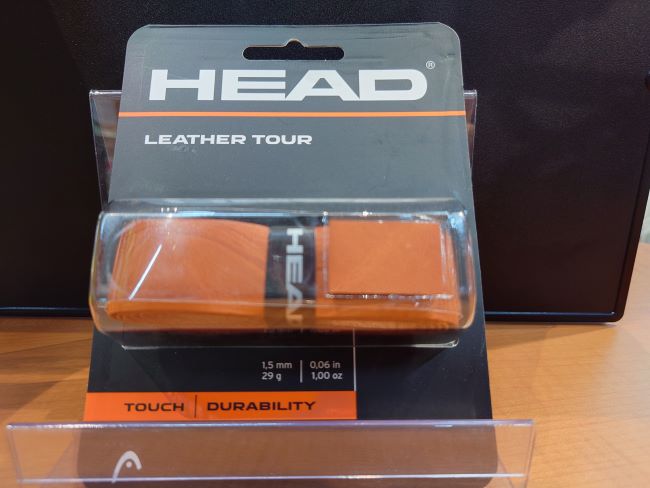 HEAD®
LEATHER TOUR
HEAD
1,5 mm | 0,06 in
29 g | 1,00 oz
TOUCH | DURABILITY